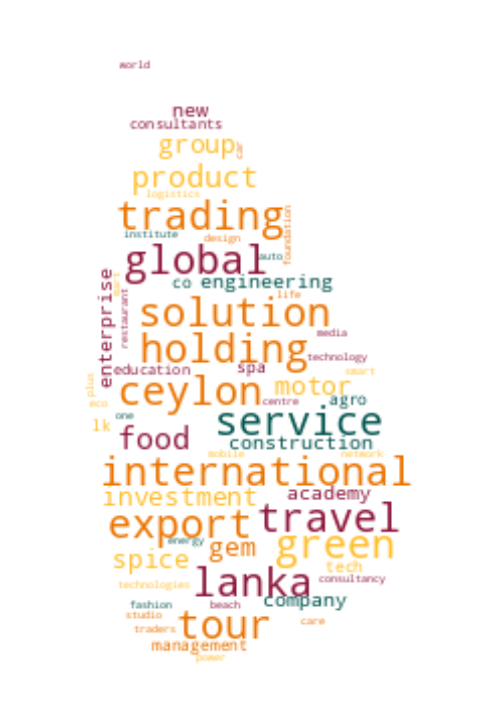 world
new
consultants
group car
product
logistics
trading
foundation
institute
design
global auto
co engineering
enterprise
mart
restaurant
life
solution
media
holding technology
education spa
smart
ceylon motor
plus
eco
centre agro
one
lk
service
food
construction
mobile network
international
investment academy
export travel
energy gem green
spice
tech
lanka consultancy
technologies
company
fashion beach
studio
tour care
traders
management
power